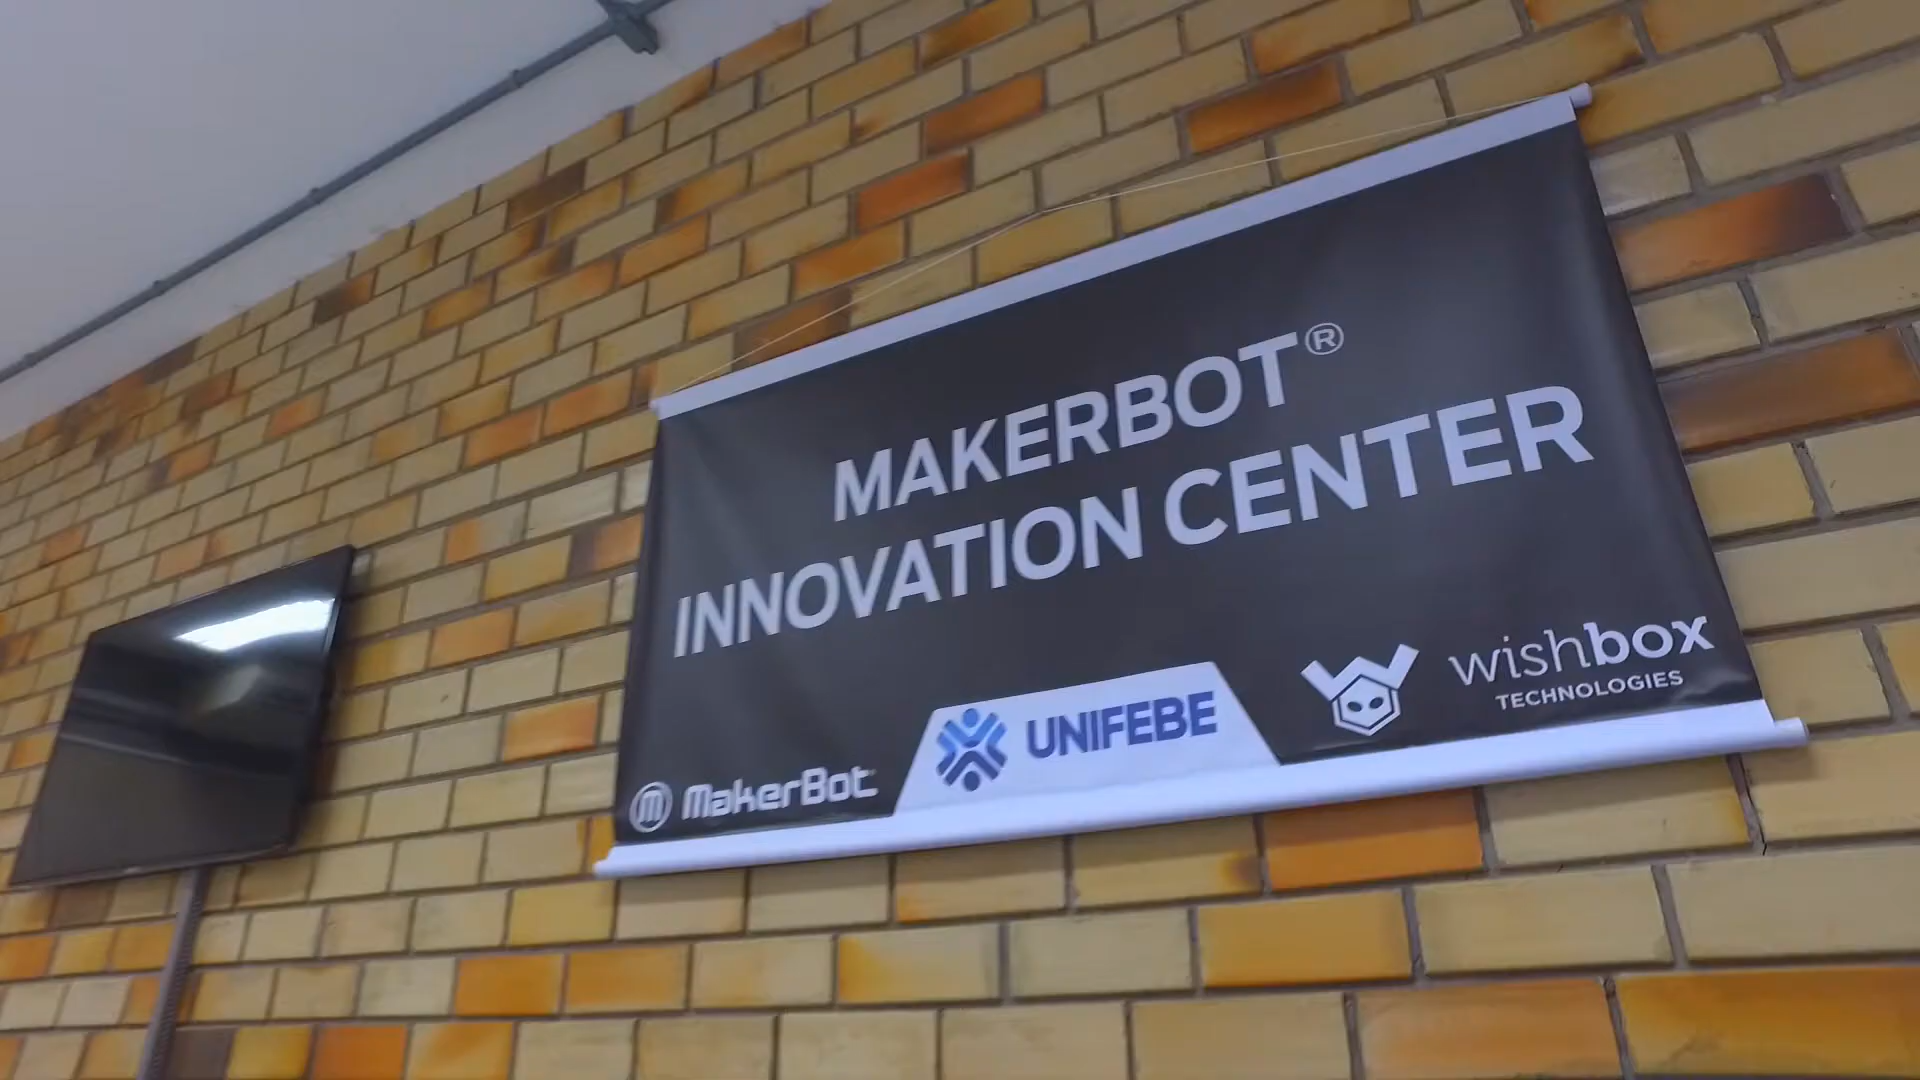 MAKERBOT®
INNOVATION CENTER
MakerBot
UNIFEBE
wishbox
TECHNOLOGIES